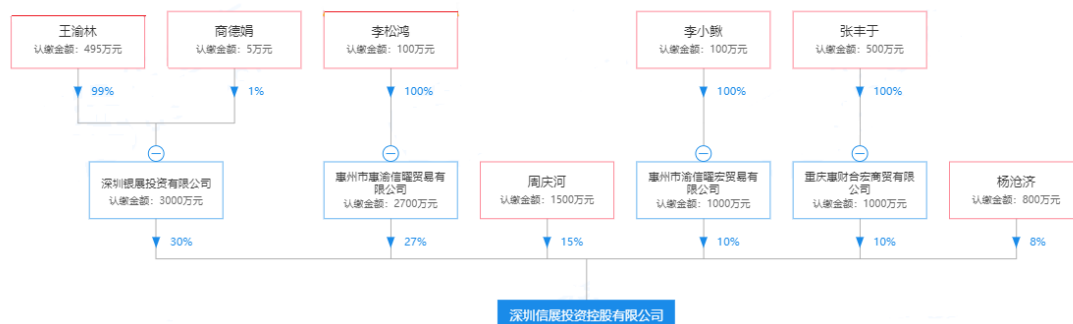 王渝林
认缴金额：495万元
商德娟
认缴金额：5万元
李松鸿
认缴金额：100万元
李小鳅
认缴金额：100万元
张丰于
认缴金额：500万元
99%
1%
100%
100%
100%
深圳银展投资有限公司
认缴金额：3000万元
惠州市惠渝信曜贸易有
限公司
认缴金额：2700万元
周庆河
认缴金额：1500万元
惠州市渝信曜宏贸易有
限公司
认缴金额：1000万元
重庆惠财合宏商贸有限
公司
认缴金额：1000万元
杨沧济
认缴金额：800万元
30%
27%
15%
10%
10%
8%
深圳信展投资控股有限公司